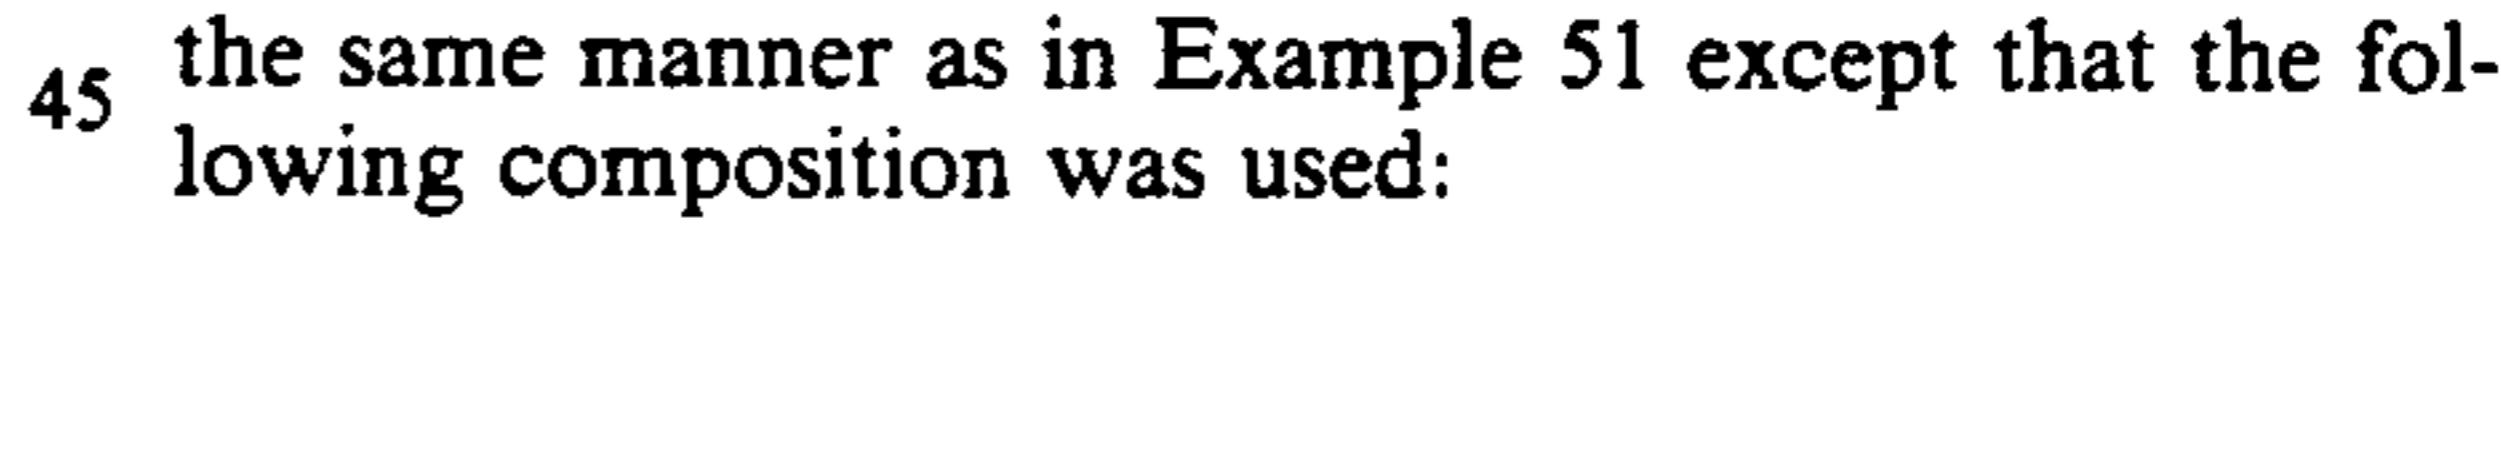 45 the same manner as in Example 51 except that the fol-
lowing composition was used: